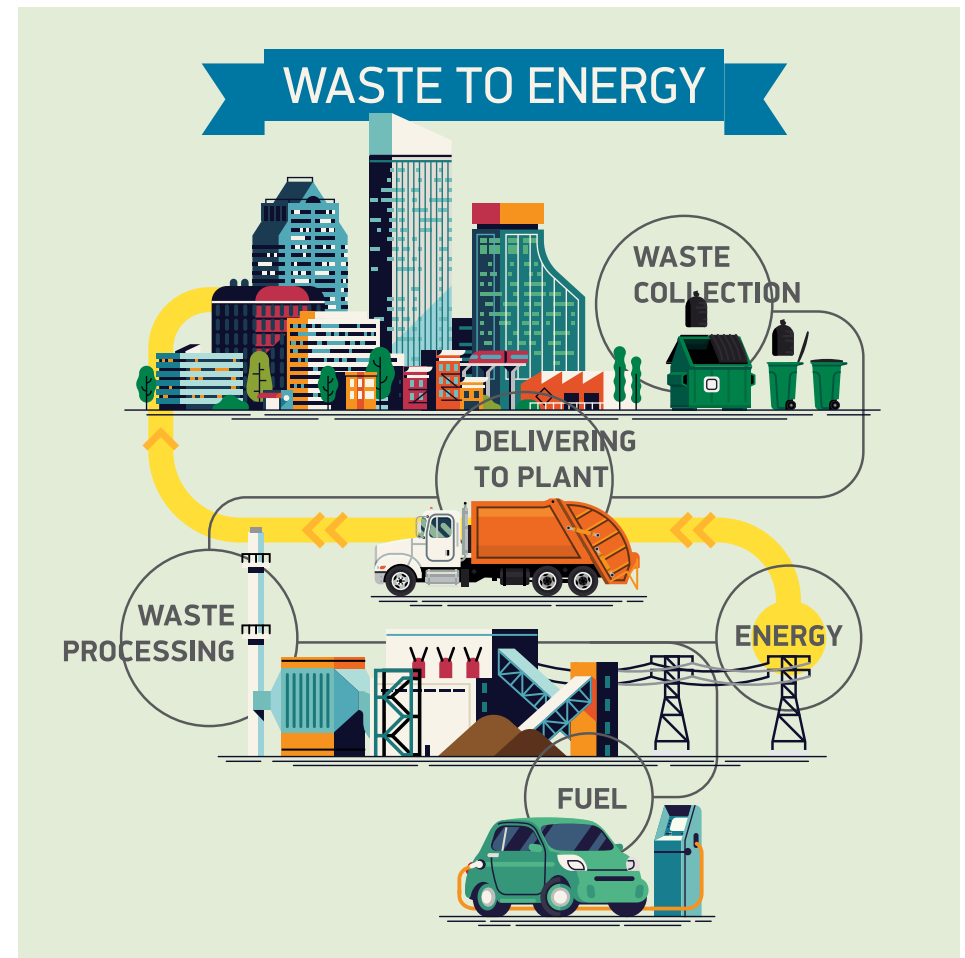 WASTE TO ENERGY
WASTE
COLLECTION
DELIVERING
TO PLANT
WASTE
PROCESSING
ENERGY
FUEL